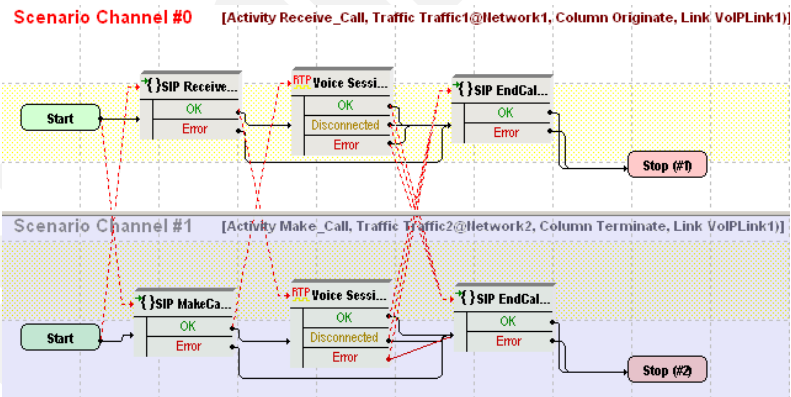 Scenario Channel #0 [Activity Receive_Call, Traffic Traffic1@Network1, Column Originate, Link VoIPLink1)]
{}SIP Receive...
OK
Error
RTP Voice Sessi...
OK
Disconnected
Error
{}SIP EndCal...
OK
Error
Start
Stop (#1)
Scenario Channel #1 [Activity Make_Call, Traffic Traffic2@Network2, Column Terminate, Link VoIPLink1)]
{}SIP MakeCa...
OK
Error
RTP Voice Sessi...
OK
Disconnected
Error
{}SIP EndCal...
OK
Error
Start
Stop (#2)